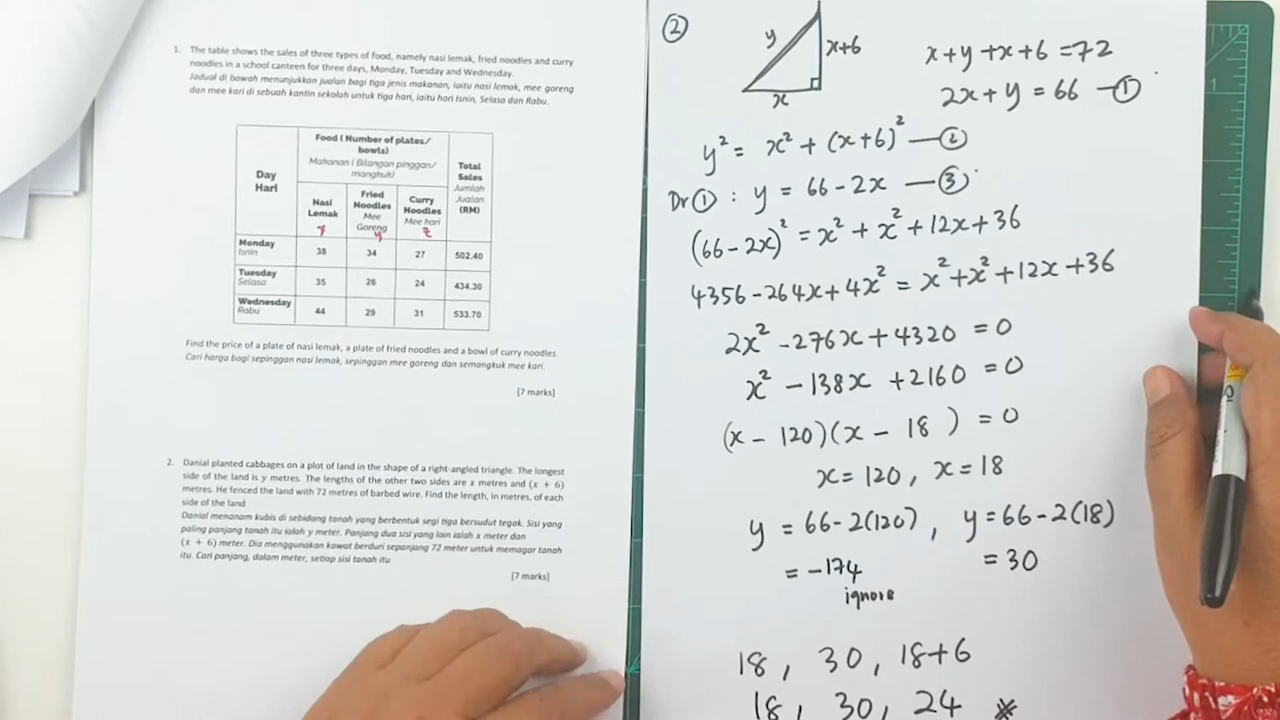 1. The table shows the sales of three types of food, namely nasi lemak, fried noodles and curry
noodles in a school canteen for three days, Monday, Tuesday and Wednesday.
Jadual di bawah menunjukkan jualan bagi tiga jenis makanan, iaitu nasi lemak, mee goreng
dan mee kari di sebuah kantin sekolah untuk tiga hari, iaitu hari Isnin, Selasa dan Rabu.
Day
Hari
Food ( Number of plates/
bowls)
Makanan ( Bilangan pinggan/
mangkuk)
Total
Sales
Jumlah
Jualan
(RM)
Nasi
Lemak
x
Fried
Noodles
Mee
Goreng
y
Curry
Noodles
Mee kari
z
Monday
Isnin
38 34 27 502.40
Tuesday
Selasa
35 26 24 434.30
Wednesday
Rabu
44 29 31 533.70
Find the price of a plate of nasi lemak, a plate of fried noodles and a bowl of curry noodles.
Cari harga bagi sepinggan nasi lemak, sepinggan mee goreng dan semangkuk mee kari.
[7 marks]
2. Danial planted cabbages on a plot of land in the shape of a right-angled triangle. The longest
side of the land is y metres. The lengths of the other two sides are x metres and (x + 6)
metres. He fenced the land with 72 metres of barbed wire. Find the length, in metres, of each
side of the land
Danial menanam kubis di sebidang tanah yang berbentuk segi tiga bersudut tegak. Sisi yang
paling panjang tanah itu ialah y meter. Panjang dua sisi yang lain ialah x meter dan
(x + 6) meter. Dia menggunakan kawat berduri sepanjang 72 meter untuk memagar tanah
itu. Cari panjang, dalam meter, setiap sisi tanah itu
[7 marks]
②
y
x+6
x
x+y+x+6=72
2x+y=66 —①
y² = x² + (x+6)² —②
Dr ① : y = 66-2x —③
(66-2x)² = x² + x² + 12x + 36
4356-264x+4x² = x²+x²+12x+36
2x² -276x+4320 =0
x² -138x +2160 =0
(x - 120)(x - 18 ) = 0
x=120, x=18
y = 66-2(120) , y=66-2(18)
= -174 = 30
ignore
18, 30, 18+6
18, 30, 24 *
1